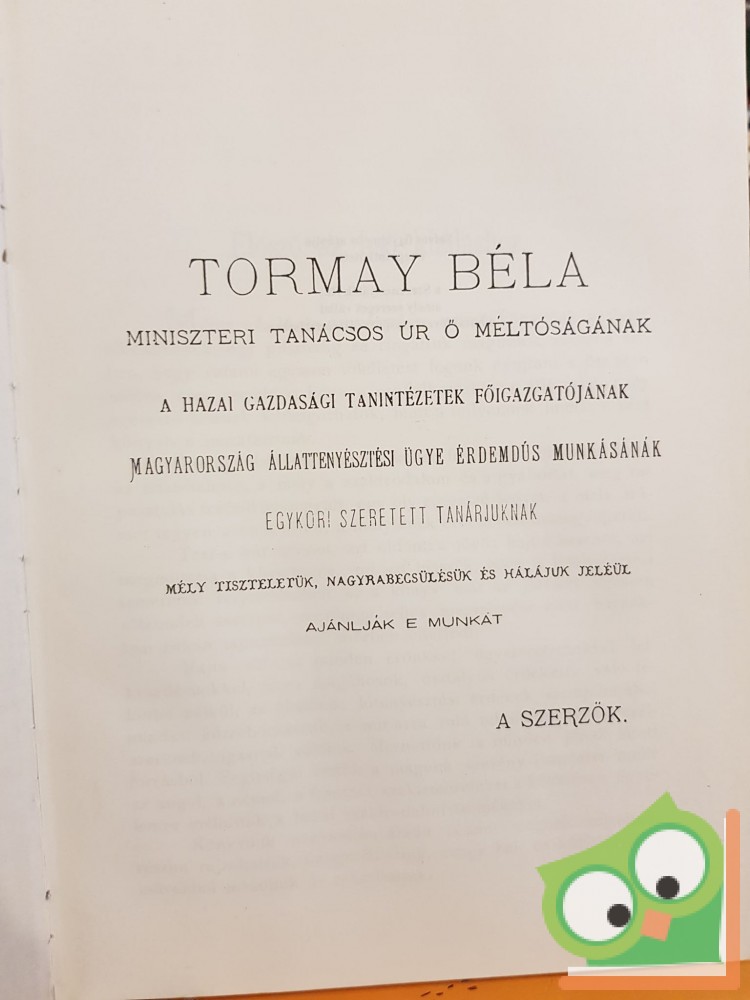 TORMAY BÉLA
MINISZTERI TANÁCSOS ÚR Ő MÉLTÓSÁGÁNAK
A HAZAI GAZDASÁGI TANINTÉZETEK FŐIGAZGATÓJÁNAK
MAGYARORSZÁG ÁLLATTENYÉSZTÉSI ÜGYE ÉRDEMDÚS MUNKÁSÁNÁK
EGYKORI SZERETETT TANÁRJUKNAK
MÉLY TISZTELETÜK, NAGYRABECSÜLÉSÜK ÉS HÁLÁJUK JELÉÜL
AJÁNLJÁK E MUNKÁT
A SZERZŐK.